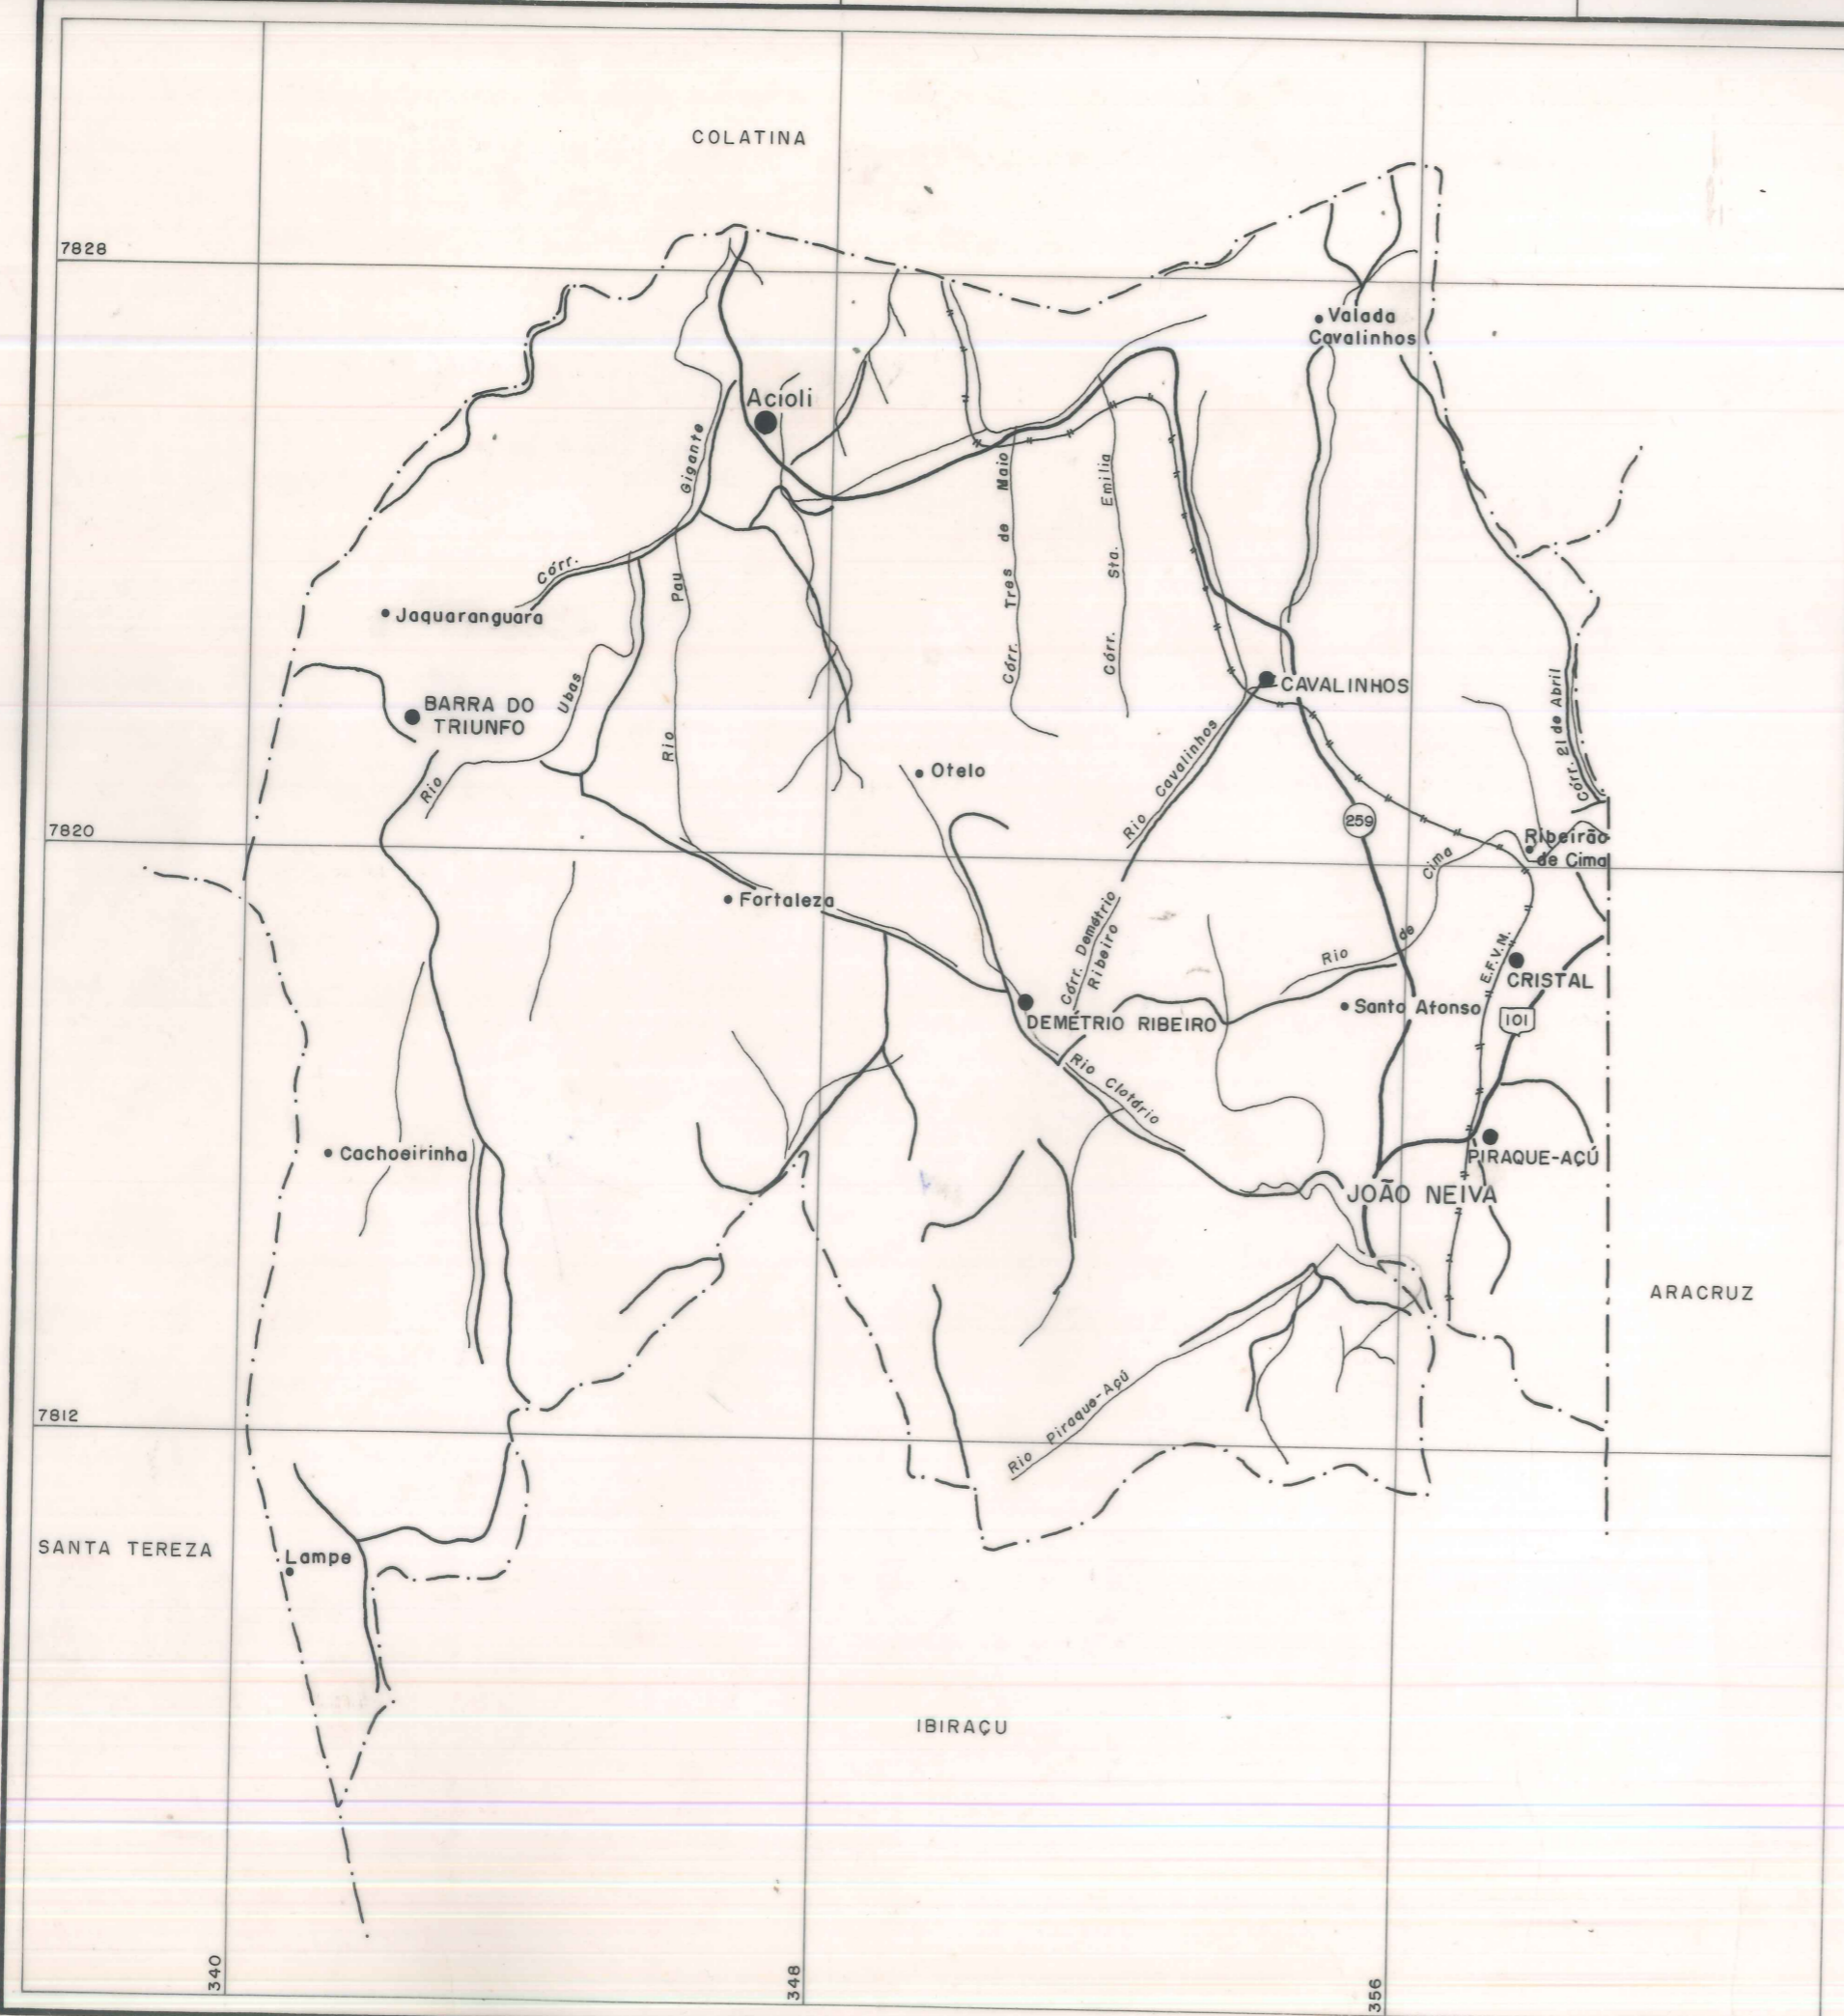 COLATINA
7828
Valada
Cavalinhos
Acioli
Gigante
Córr. Tres de Maio
Córr. Sta. Emilia
Córr.
Jaquaranguara
Rio Pau
Rio Ubas
BARRA DO
TRIUNFO
CAVALINHOS
Córr. 21 de Abril
Rio Cavalinhos
Otelo
259
7820
Ribeirão
de Cima
Rio de Cima
Fortaleza
Córr. Demétrio
Ribeiro
E.F.V.M.
CRISTAL
Santo Afonso
101
DEMÉTRIO RIBEIRO
Rio Clotário
Cachoeirinha
PIRAQUE-AÇÚ
JOÃO NEIVA
ARACRUZ
Rio Piraque-Açú
7812
SANTA TEREZA
Lampe
IBIRAÇU
340
348
356